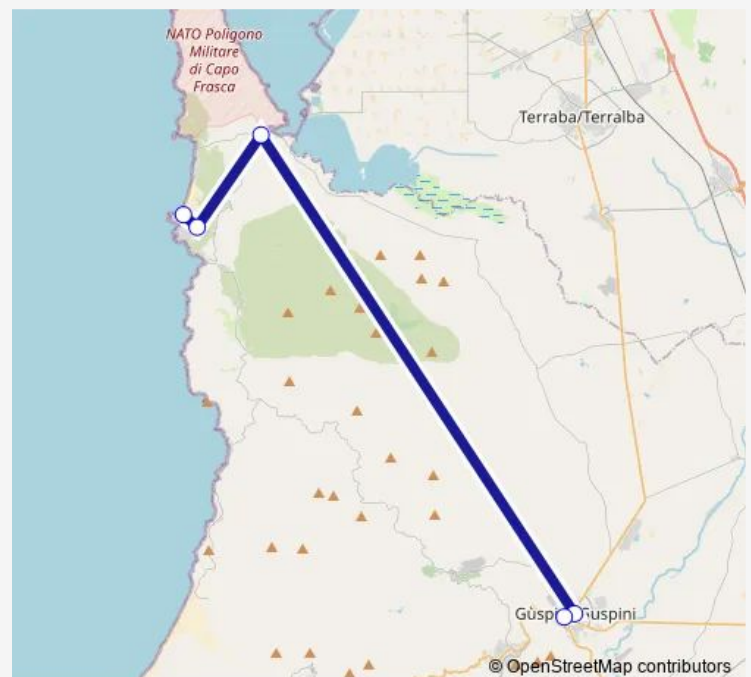 NATO Poligono
Militare
di Capo
Frasca
Terraba/Terralba
Gùspini/Guspini
© OpenStreetMap contributors